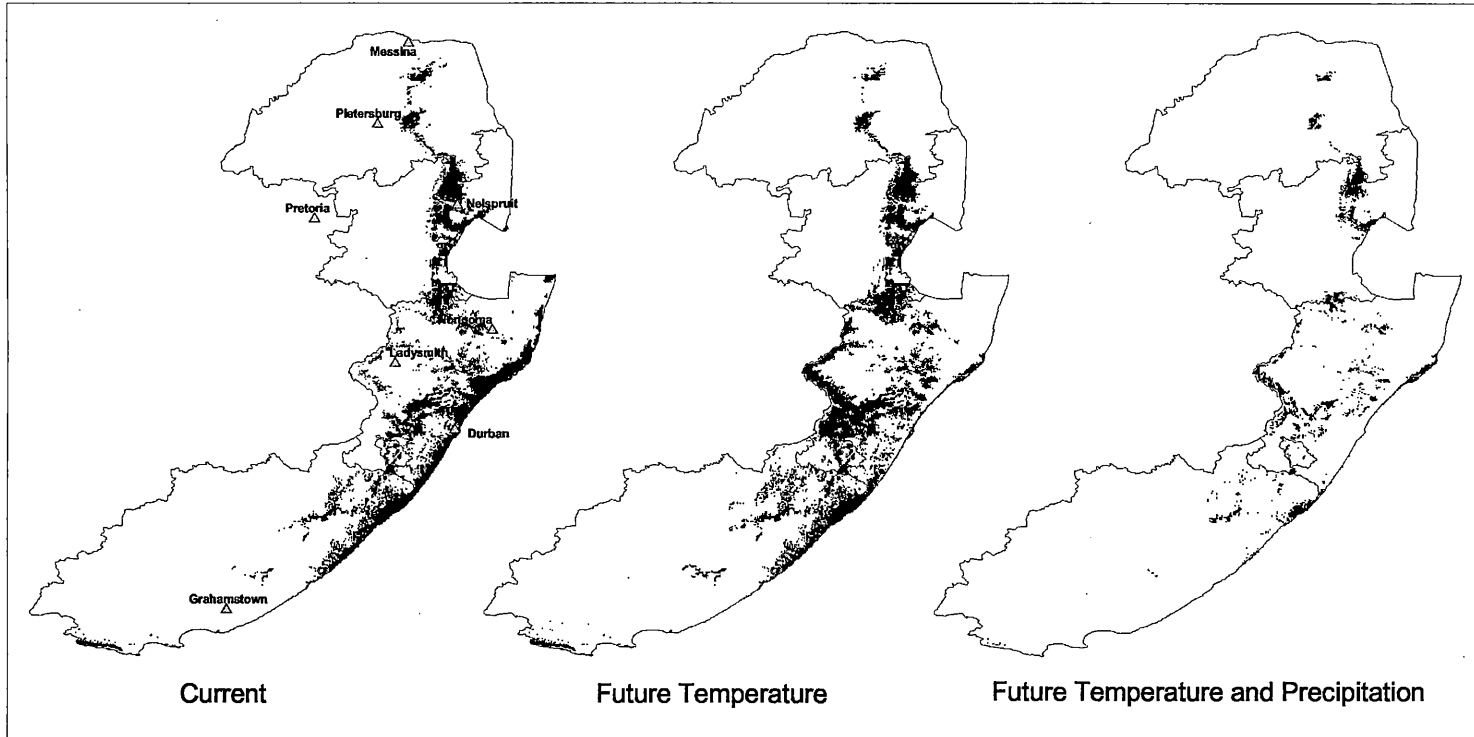 Messina
Pietersburg
Pretoria
Nelspruit
Ladysmith
Durban
Grahamstown
Current
Future Temperature
Future Temperature and Precipitation